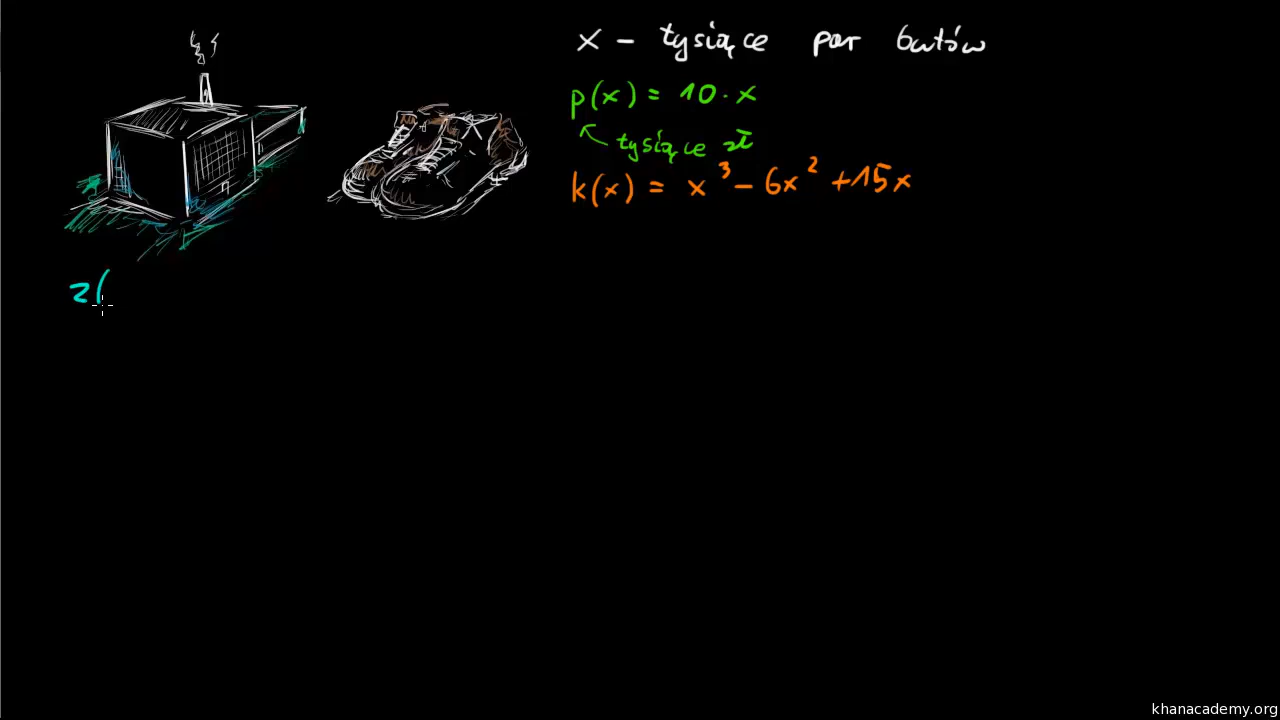 x – tysiące par butów
p(x) = 10 · x
tysiące zł
k(x) = x³ – 6x² + 15x
z(
khanacademy.org